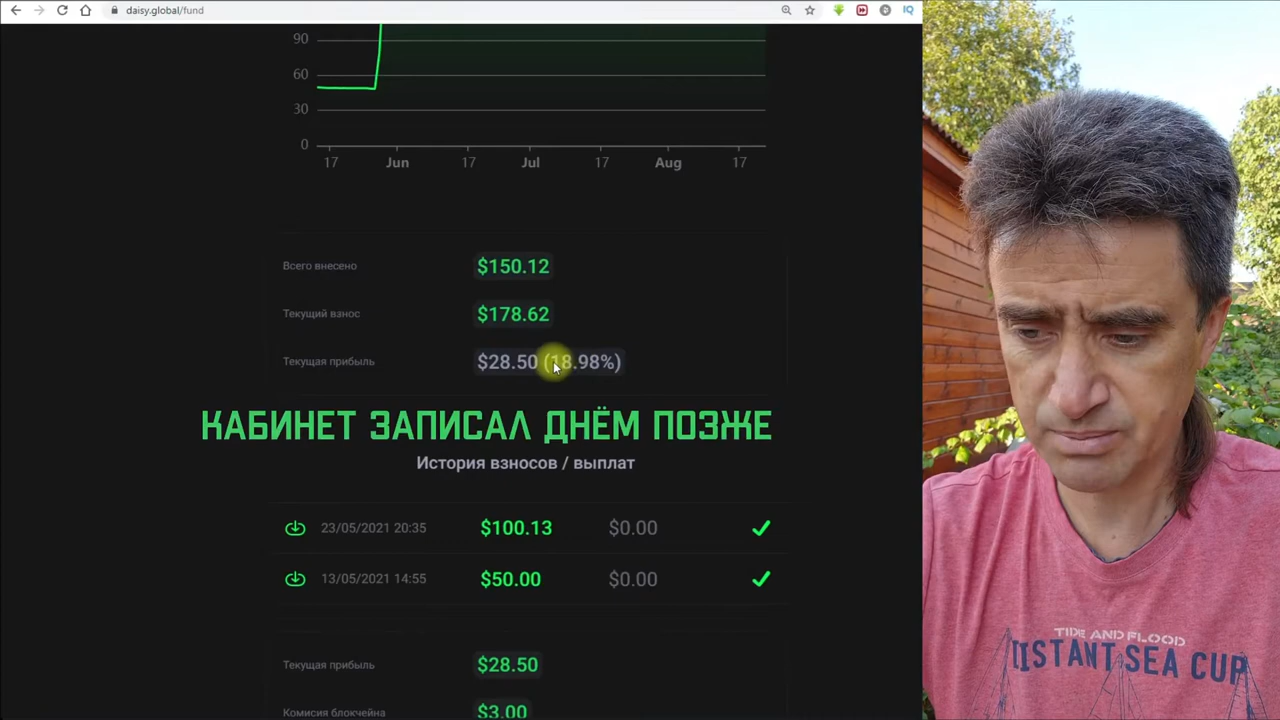 daisy.global/fund
90
60
30
0
17 Jun 17 Jul 17 Aug 17
Всего внесено $150.12
Текущий взнос $178.62
Текущая прибыль $28.50 (18.98%)
КАБИНЕТ ЗАПИСАЛ ДНЁМ ПОЗЖЕ
История взносов / выплат
23/05/2021 20:35 $100.13 $0.00
13/05/2021 14:55 $50.00 $0.00
Текущая прибыль $28.50
Комисия блокчейна $3.00
TIDE AND FLOOD
DISTANT SEA CUP